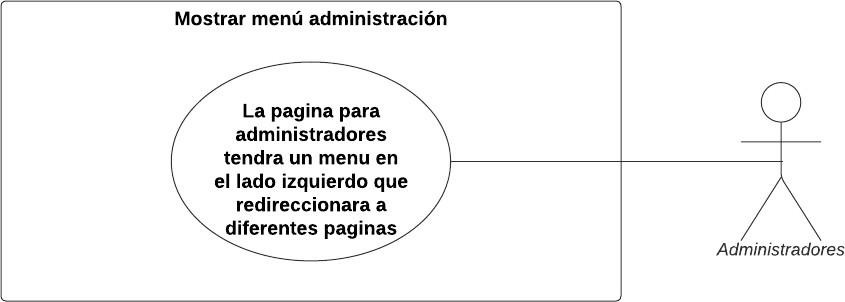 Mostrar menú administración
La pagina para
administradores
tendra un menu en
el lado izquierdo que
redireccionara a
diferentes paginas
Administradores